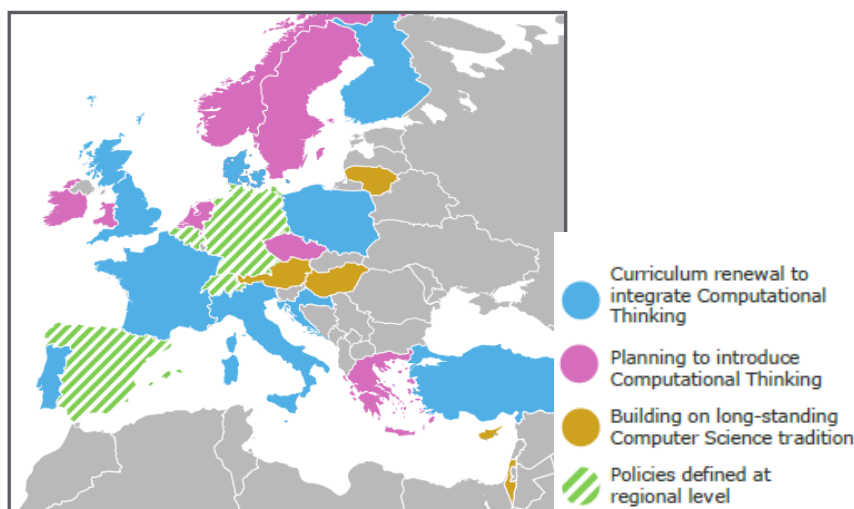 Curriculum renewal to
integrate Computational
Thinking
Planning to introduce
Computational Thinking
Building on long-standing
Computer Science tradition
Policies defined at
regional level